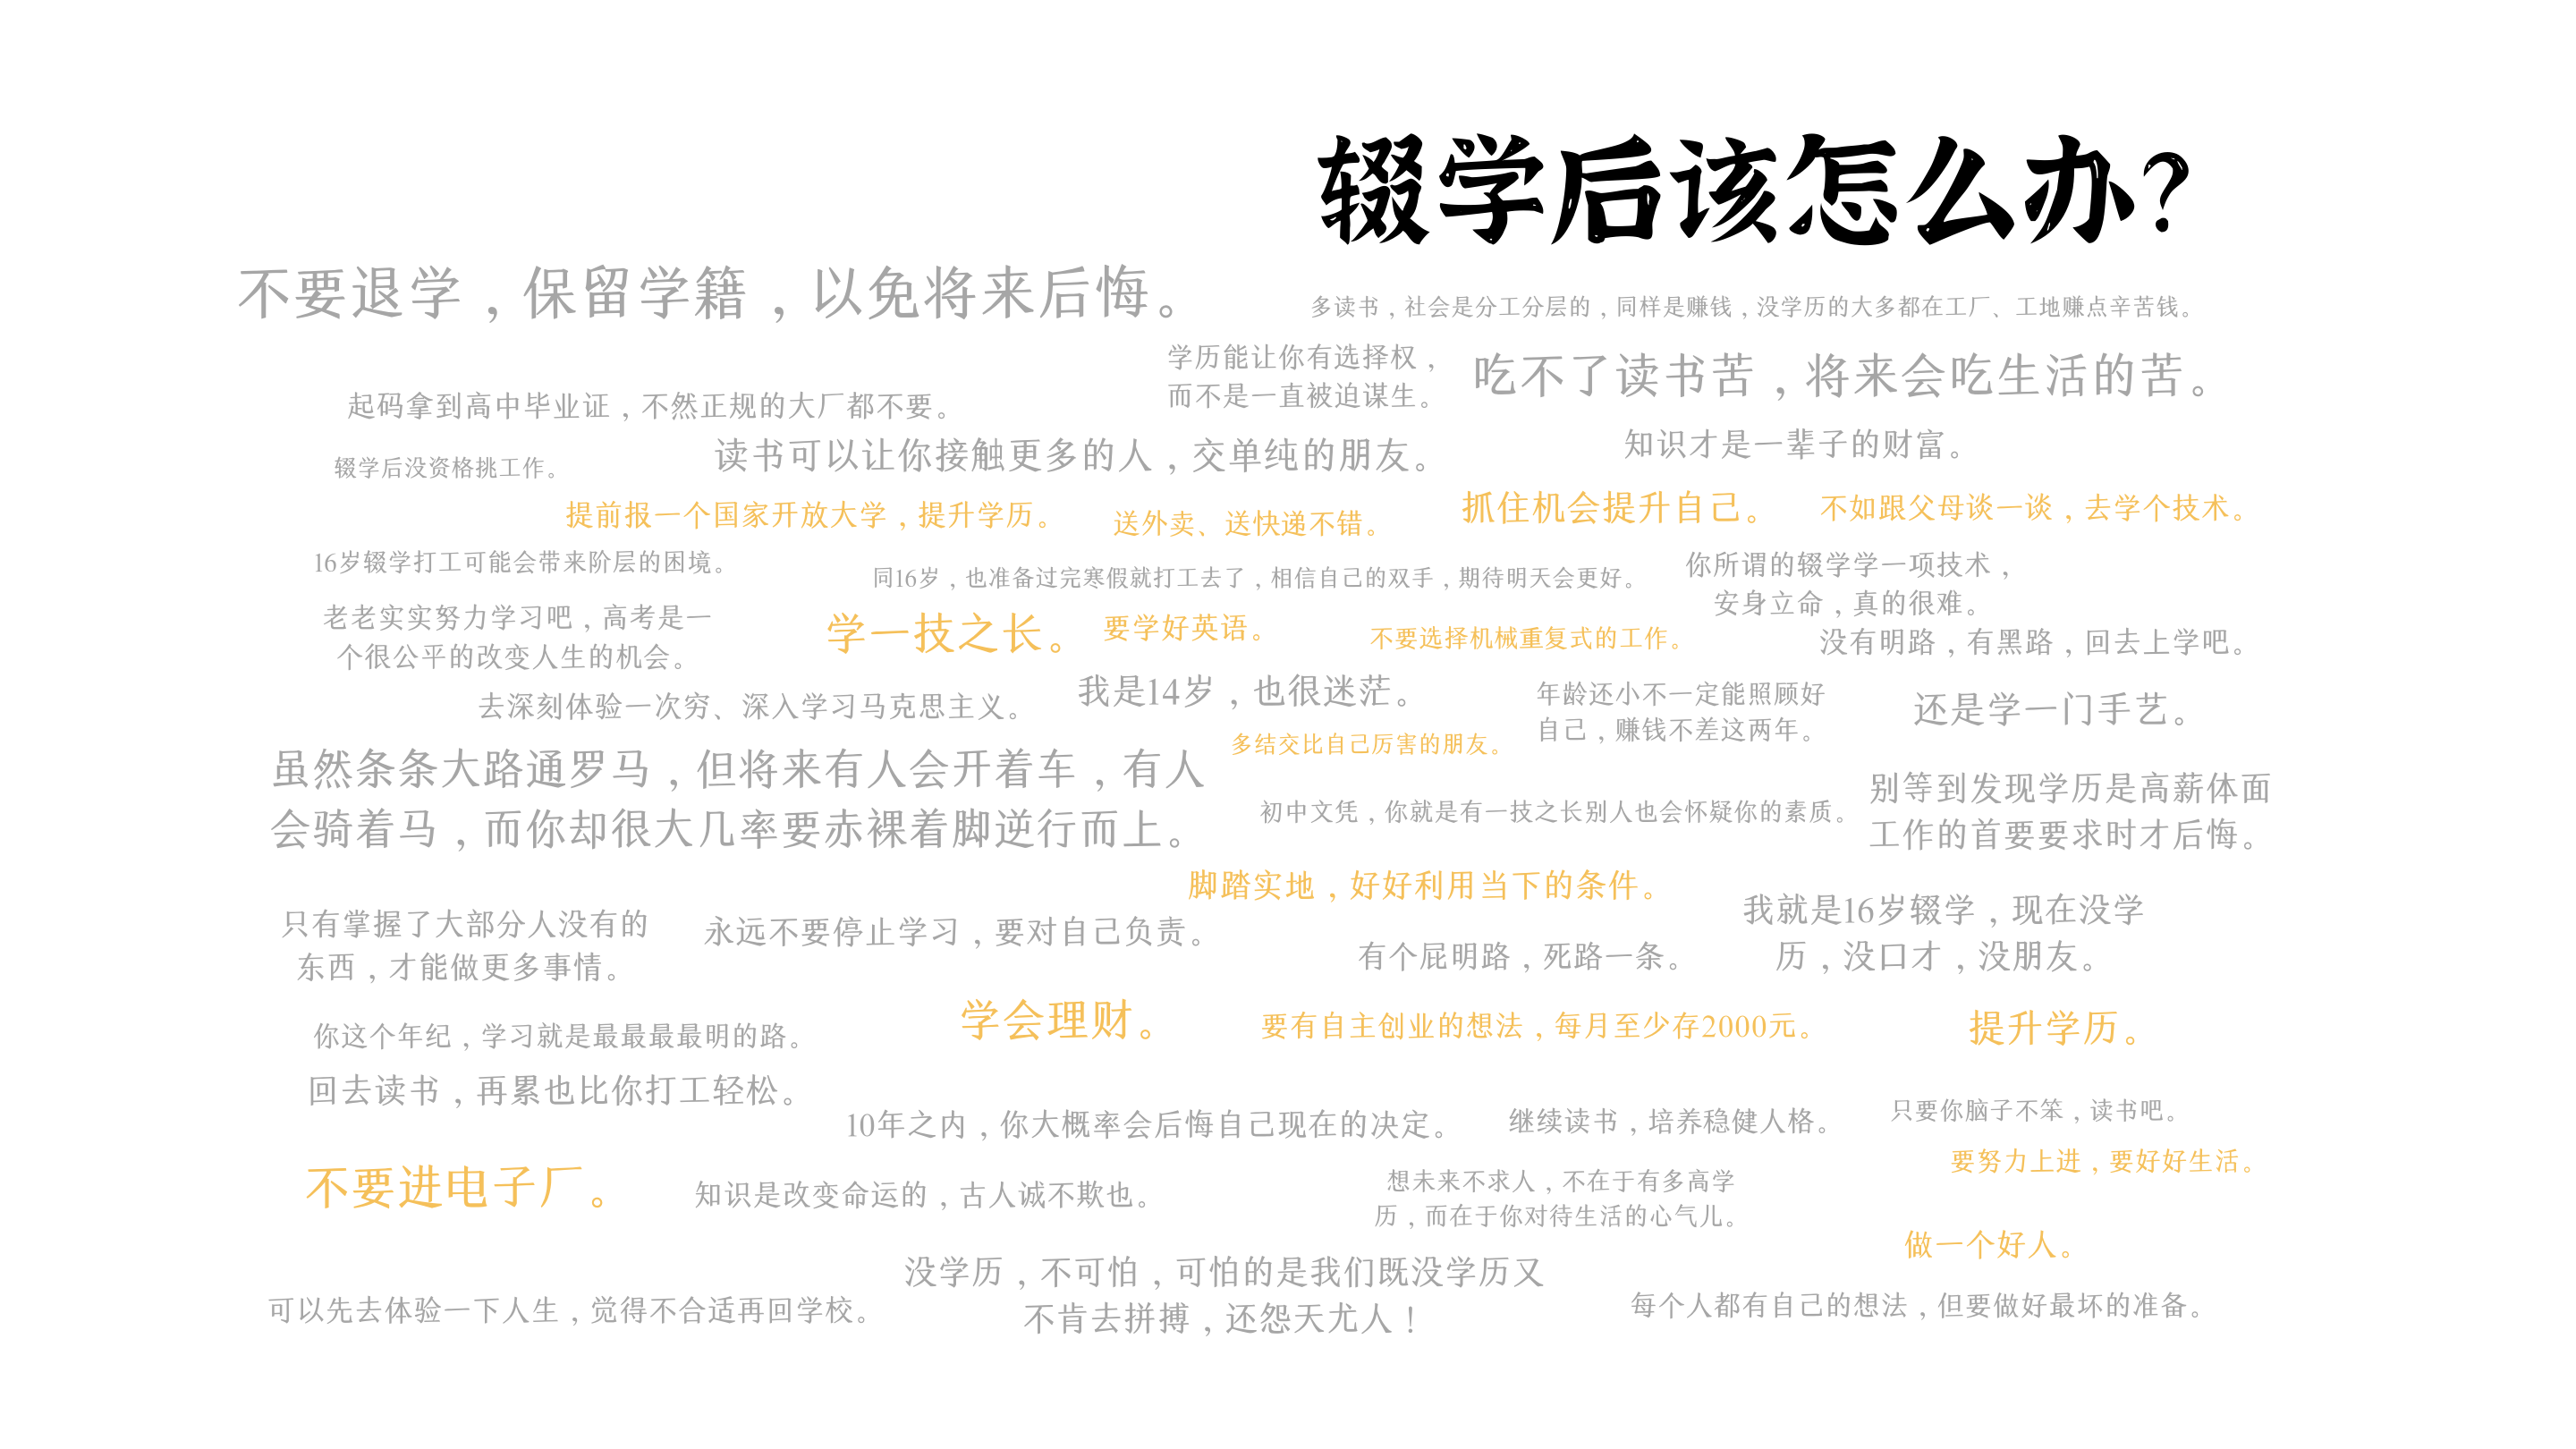 辍学后该怎么办?
不要退学，保留学籍，以免将来后悔。
多读书，社会是分工分层的，同样是赚钱，没学历的大多都在工厂、工地赚点辛苦钱。
学历能让你有选择权，
而不是一直被迫谋生。
吃不了读书苦，将来会吃生活的苦。
起码拿到高中毕业证，不然正规的大厂都不要。
读书可以让你接触更多的人，交单纯的朋友。
知识才是一辈子的财富。
辍学后没资格挑工作。
提前报一个国家开放大学，提升学历。
送外卖、送快递不错。
抓住机会提升自己。
不如跟父母谈一谈，去学个技术。
16岁辍学打工可能会带来阶层的困境。
同16岁，也准备过完寒假就打工去了，相信自己的双手，期待明天会更好。
你所谓的辍学学一项技术，
安身立命，真的很难。
老老实实努力学习吧，高考是一
个很公平的改变人生的机会。
学一技之长。
要学好英语。
不要选择机械重复式的工作。
没有明路，有黑路，回去上学吧。
去深刻体验一次穷、深入学习马克思主义。
我是14岁，也很迷茫。
年龄还小不一定能照顾好
自己，赚钱不差这两年。
还是学一门手艺。
多结交比自己厉害的朋友。
虽然条条大路通罗马，但将来有人会开着车，有人
会骑着马，而你却很大几率要赤裸着脚逆行而上。
初中文凭，你就是有一技之长别人也会怀疑你的素质。
别等到发现学历是高薪体面
工作的首要要求时才后悔。
脚踏实地，好好利用当下的条件。
只有掌握了大部分人没有的
东西，才能做更多事情。
永远不要停止学习，要对自己负责。
有个屁明路，死路一条。
我就是16岁辍学，现在没学
历，没口才，没朋友。
学会理财。
要有自主创业的想法，每月至少存2000元。
提升学历。
你这个年纪，学习就是最最最最明的路。
回去读书，再累也比你打工轻松。
10年之内，你大概率会后悔自己现在的决定。
继续读书，培养稳健人格。
只要你脑子不笨，读书吧。
要努力上进，要好好生活。
不要进电子厂。
知识是改变命运的，古人诚不欺也。
想未来不求人，不在于有多高学
历，而在于你对待生活的心气儿。
做一个好人。
没学历，不可怕，可怕的是我们既没学历又
不肯去拼搏，还怨天尤人！
可以先去体验一下人生，觉得不合适再回学校。
每个人都有自己的想法，但要做好最坏的准备。